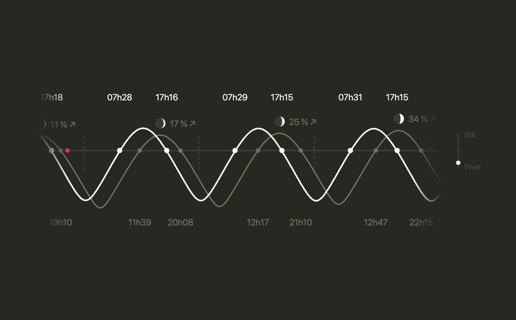 17h18 07h28 17h16 07h29 17h15 07h31 17h15
11 % ↗ 17 % ↗ 25 % ↗ 34 % ↗
été
hiver
19h10 11h39 20h08 12h17 21h10 12h47 22h15